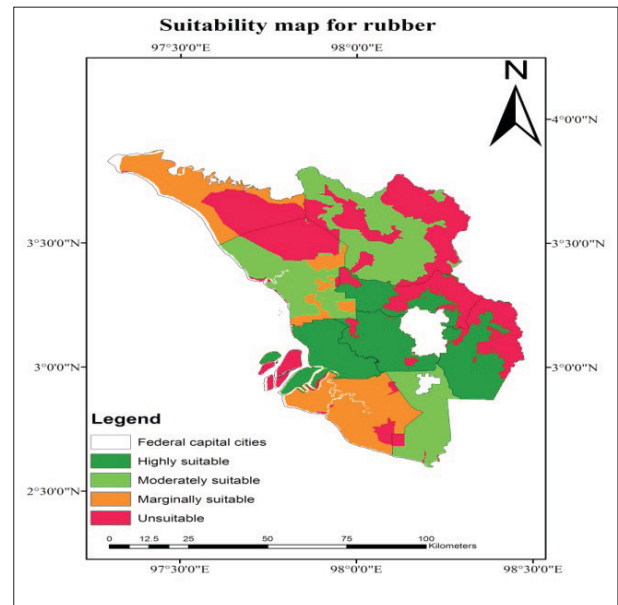 Suitability map for rubber
97°30'0"E 98°0'0"E
N
4°0'0"N
3°30'0"N 3°30'0"N
3°0'0"N 3°0'0"N
Legend
Federal capital cities
Highly suitable
Moderately suitable
Marginally suitable
Unsuitable
2°30'0"N
0 12.5 25 50 75 100
Kilometers
97°30'0"E 98°0'0"E 98°30'0"E